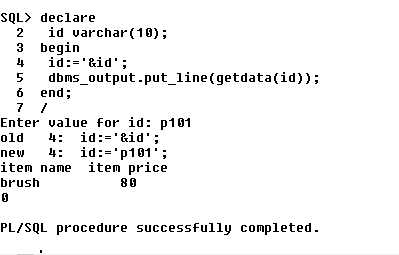 SQL> declare
  2   id varchar(10);
  3  begin
  4   id:='&id';
  5   dbms_output.put_line(getdata(id));
  6  end;
  7  /
Enter value for id: p101
old   4:  id:='&id';
new   4:  id:='p101';
item name  item price
brush          80
0
PL/SQL procedure successfully completed.